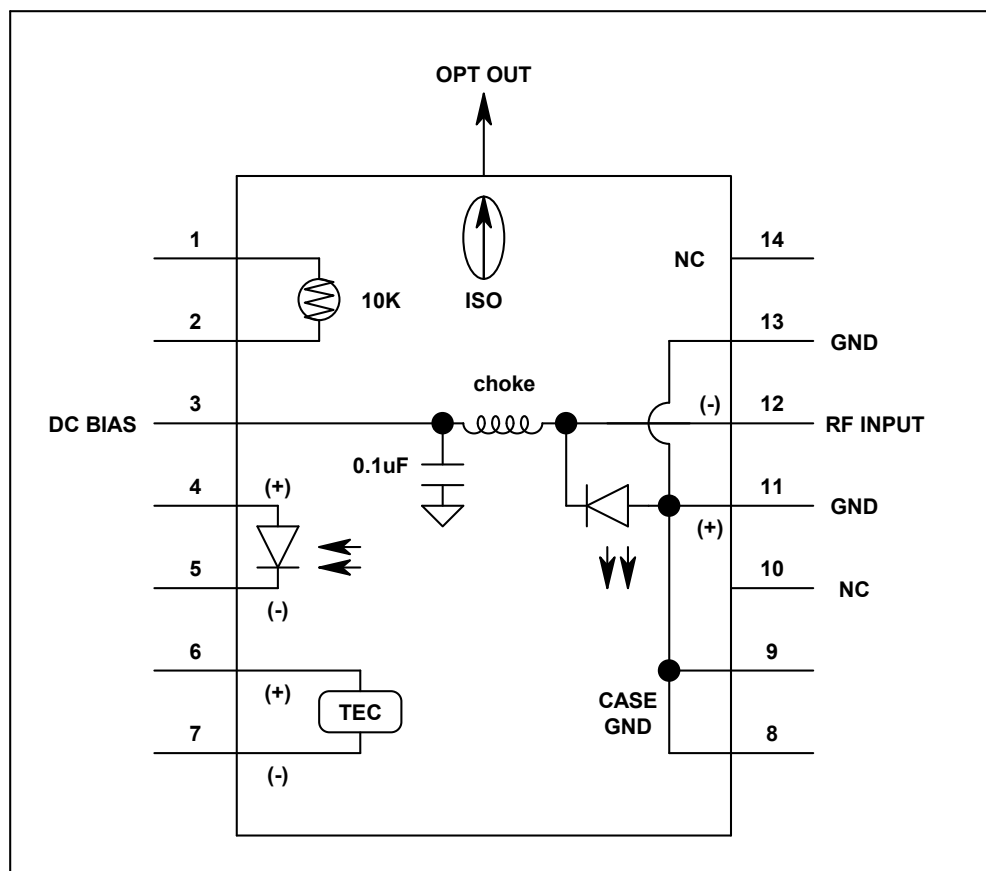 OPT OUT
1
14
NC
10K
ISO
2
13
GND
choke
DC BIAS
3
(-)
12
RF INPUT
0.1uF
4
(+)
11
GND
(+)
5
10
NC
(-)
6
9
(+)
TEC
CASE
GND
7
8
(-)